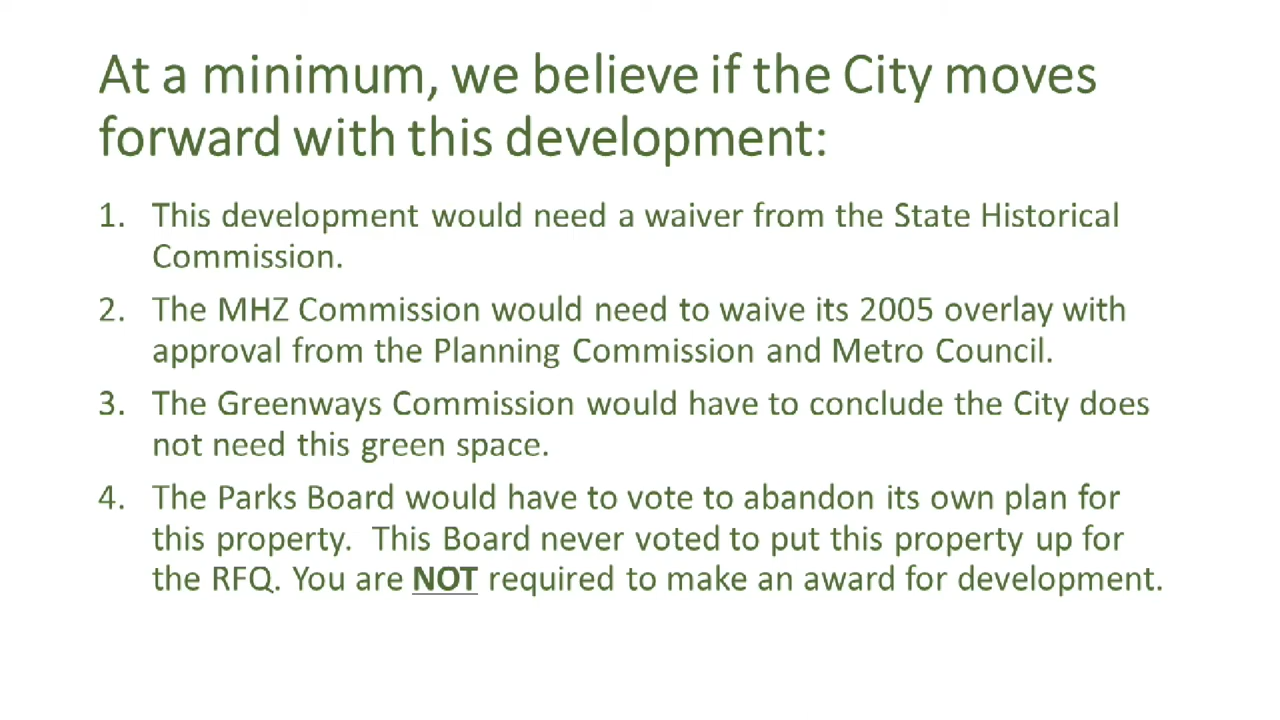 At a minimum, we believe if the City moves
forward with this development:
1. This development would need a waiver from the State Historical
Commission.
2. The MHZ Commission would need to waive its 2005 overlay with
approval from the Planning Commission and Metro Council.
3. The Greenways Commission would have to conclude the City does
not need this green space.
4. The Parks Board would have to vote to abandon its own plan for
this property.  This Board never voted to put this property up for
the RFQ. You are NOT required to make an award for development.